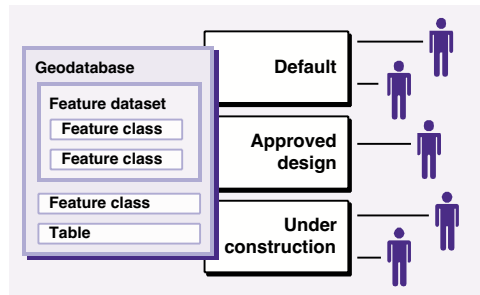 Geodatabase
Feature dataset
Feature class
Feature class
Feature class
Table
Default
Approved
design
Under
construction